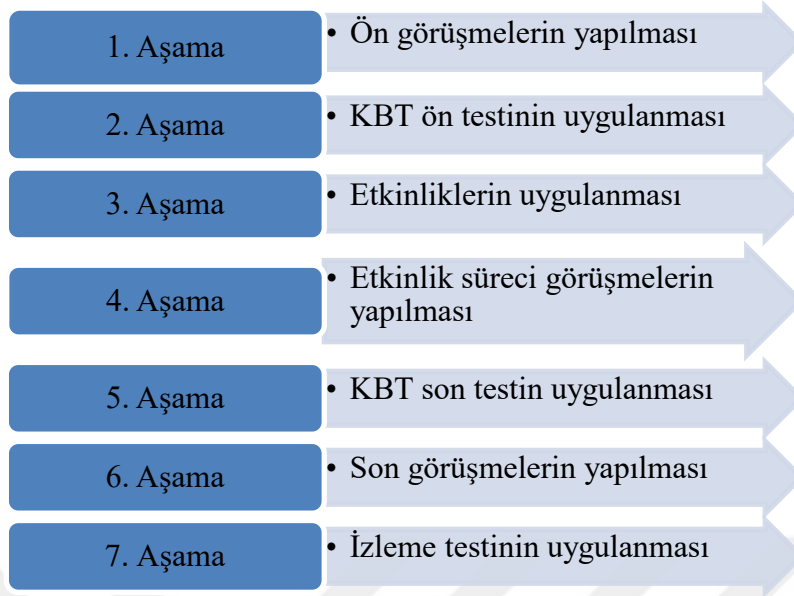 1. Aşama
• Ön görüşmelerin yapılması
2. Aşama
• KBT ön testinin uygulanması
3. Aşama
• Etkinliklerin uygulanması
4. Aşama
• Etkinlik süreci görüşmelerin
yapılması
5. Aşama
• KBT son testin uygulanması
6. Aşama
• Son görüşmelerin yapılması
7. Aşama
• İzleme testinin uygulanması